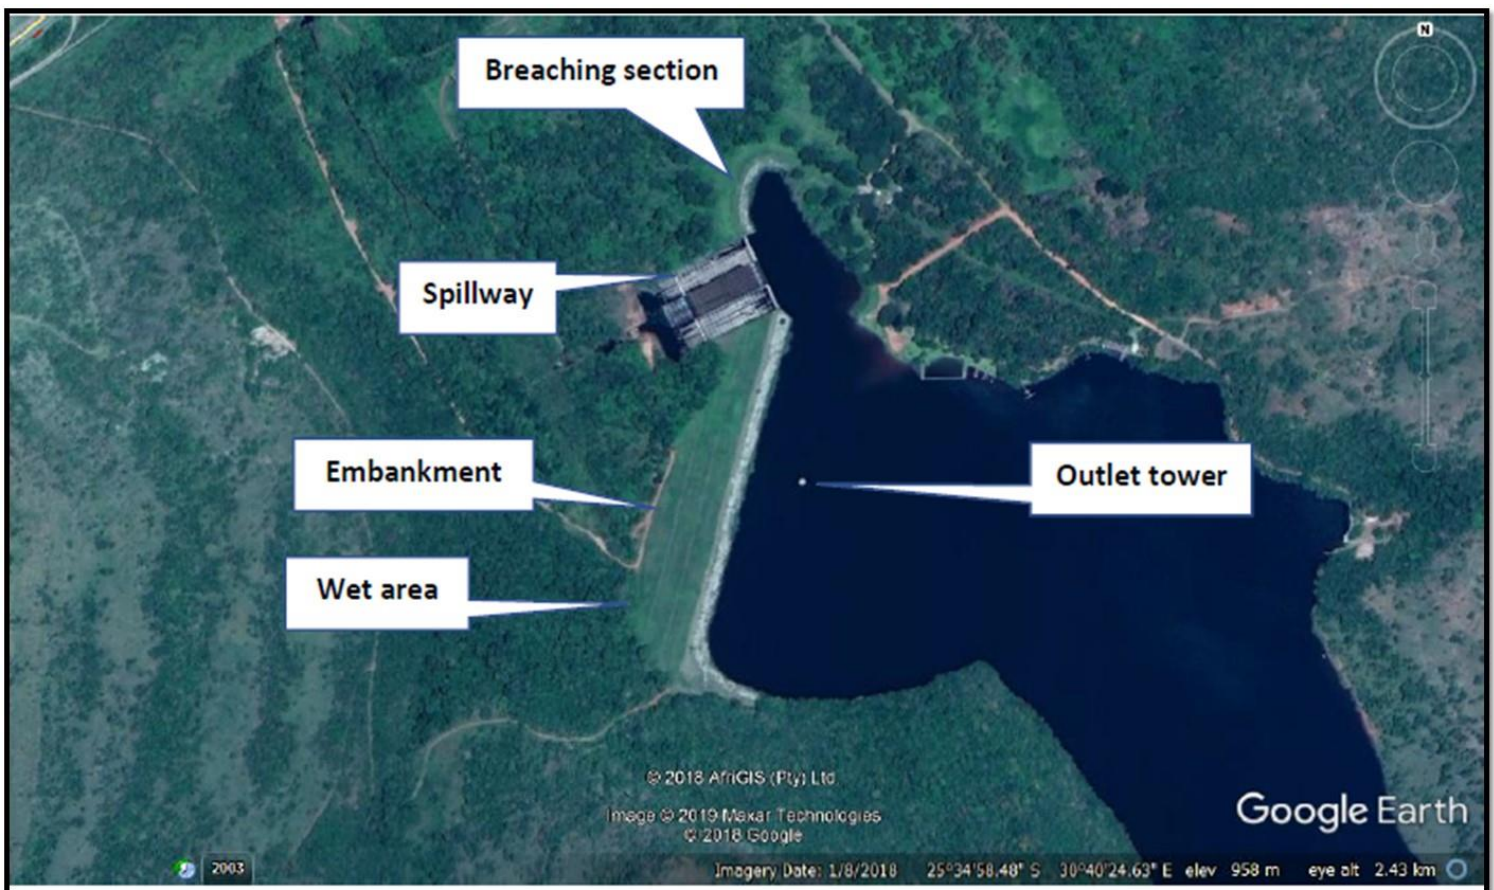 N
Breaching section
Spillway
Embankment
Outlet tower
Wet area
© 2018 AfriGIS (Pty) Ltd.
Image © 2019 Maxar Technologies
© 2018 Google
Google Earth
2003
Imagery Date: 1/8/2018 25°34'58.48" S 30°40'24.63" E elev 958 m eye alt 2.43 km